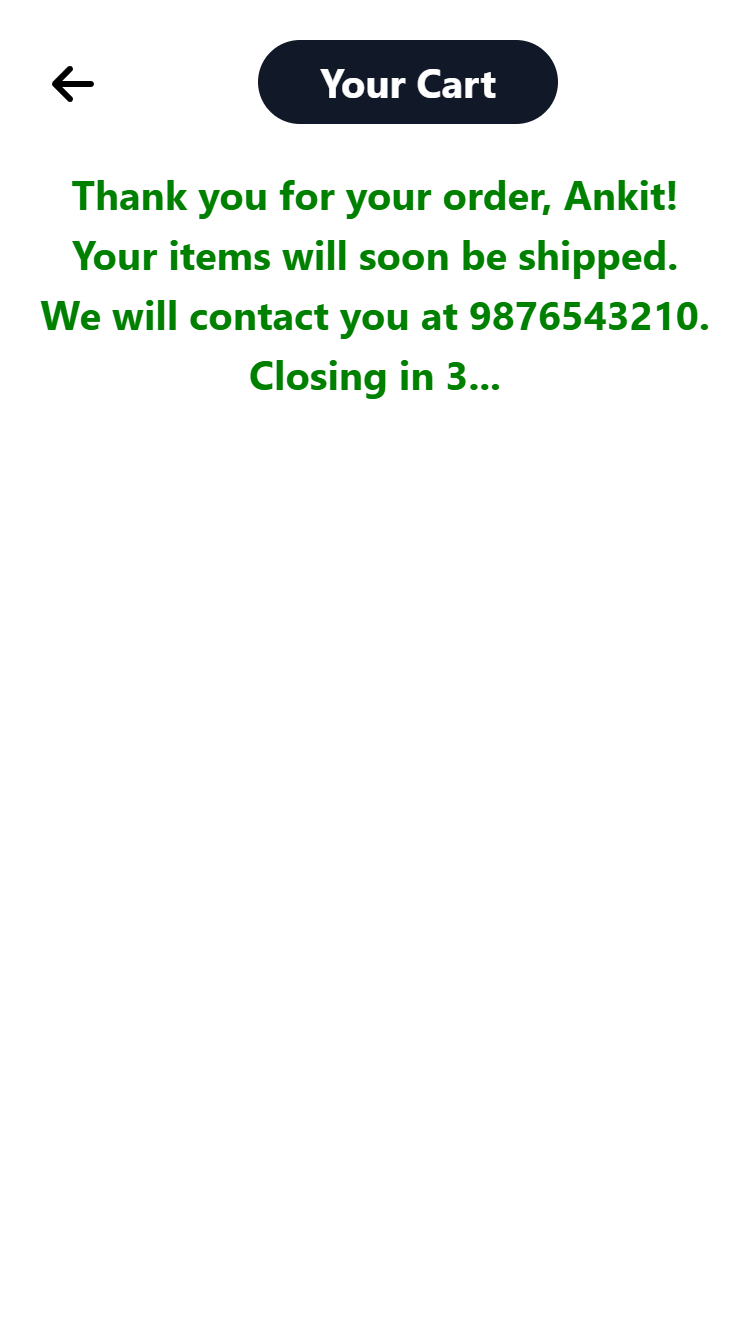 Your Cart
Thank you for your order, Ankit!
Your items will soon be shipped.
We will contact you at 9876543210.
Closing in 3...